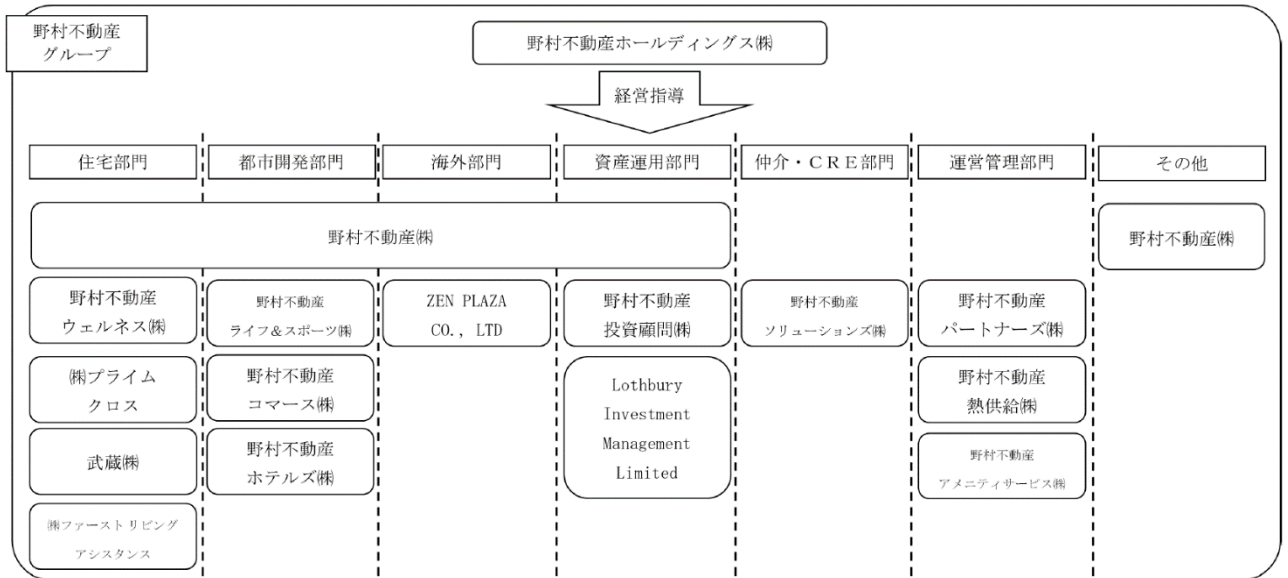 野村不動産
グループ
野村不動産ホールディングス㈱
経営指導
住宅部門
都市開発部門
海外部門
資産運用部門
仲介・ＣＲＥ部門
運営管理部門
その他
野村不動産㈱
野村不動産㈱
野村不動産
ウェルネス㈱
野村不動産
ライフ＆スポーツ㈱
ZEN PLAZA
CO., LTD
野村不動産
投資顧問㈱
野村不動産
ソリューションズ㈱
野村不動産
パートナーズ㈱
㈱プライム
クロス
野村不動産
コマース㈱
Lothbury
Investment
Management
Limited
野村不動産
熱供給㈱
武蔵㈱
野村不動産
ホテルズ㈱
野村不動産
アメニティサービス㈱
㈱ファースト リビング
アシスタンス